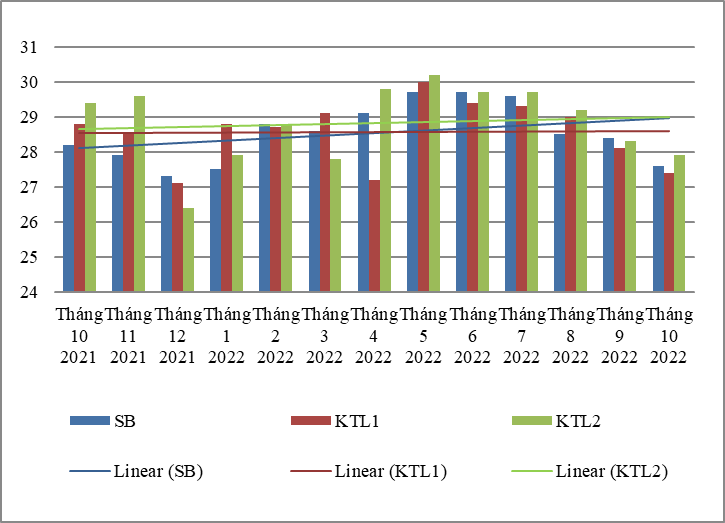 31
30
29
28
27
26
25
24
Tháng 10 2021
Tháng 11 2021
Tháng 12 2021
Tháng 1 2022
Tháng 2 2022
Tháng 3 2022
Tháng 4 2022
Tháng 5 2022
Tháng 6 2022
Tháng 7 2022
Tháng 8 2022
Tháng 9 2022
Tháng 10 2022
SB
KTL1
KTL2
Linear (SB)
Linear (KTL1)
Linear (KTL2)